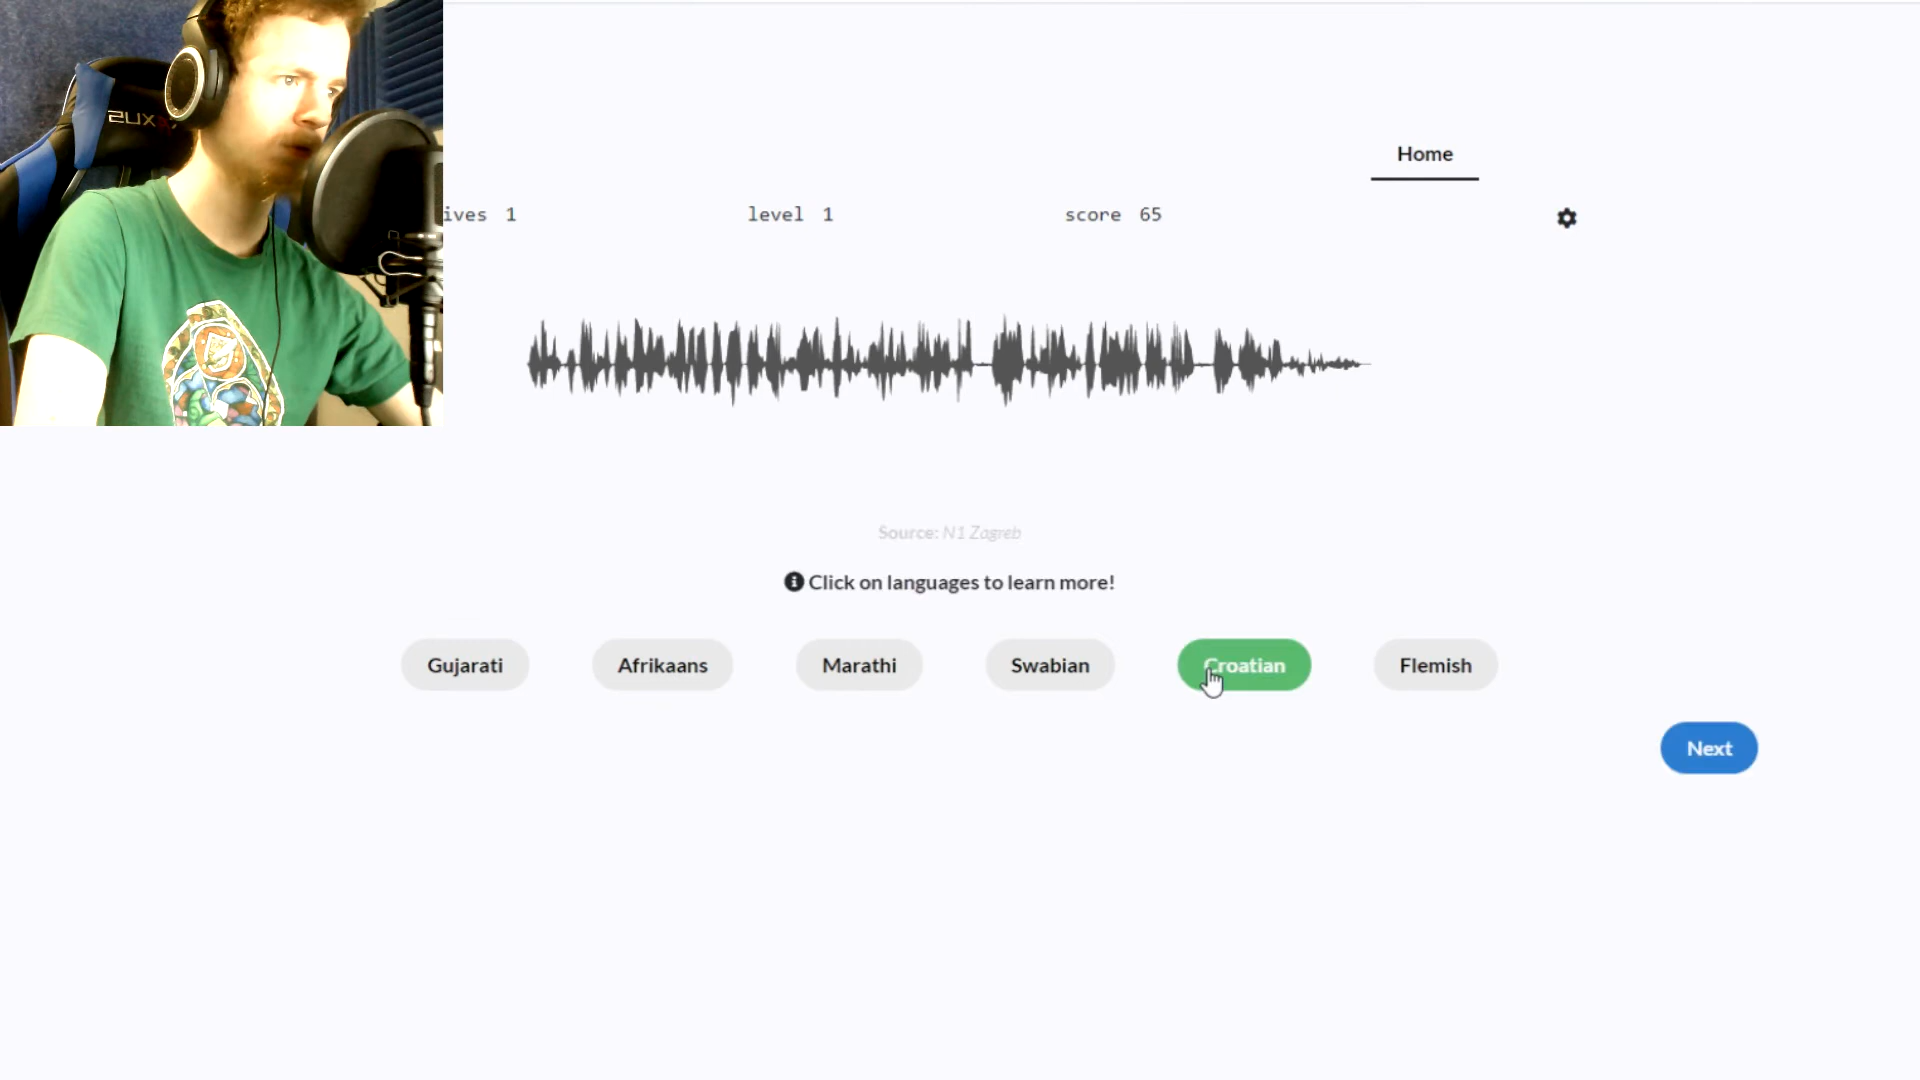 Home
ives 1
level 1
score 65
Source: N1 Zagreb
Click on languages to learn more!
Gujarati
Afrikaans
Marathi
Swabian
Croatian
Flemish
Next